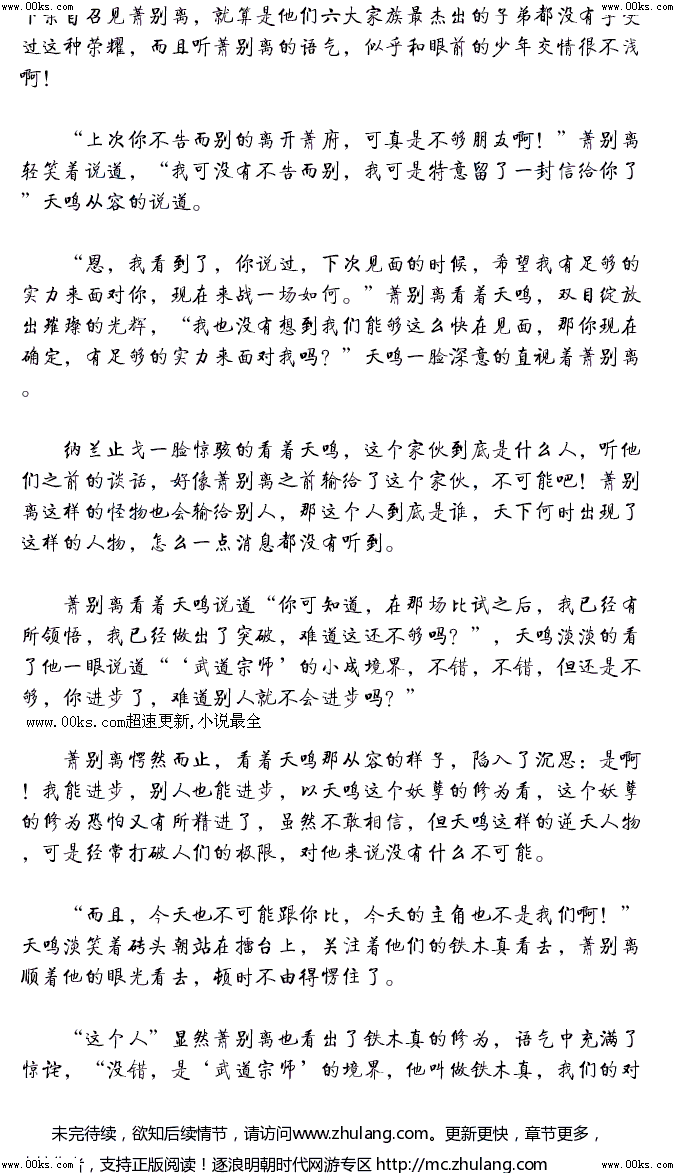 www.00ks.com www.00ks.com
下亲自召见萧别离，就算是他们六大家族最杰出的子弟都没有享受
过这种荣耀，而且听萧别离的语气，似乎和眼前的少年交情很不浅
啊！
“上次你不告而别的离开萧府，可真是不够朋友啊！”萧别离
轻笑着说道，“我可没有不告而别，我可是特意留了一封信给你了
”天鸣从容的说道。
“恩，我看到了，你说过，下次见面的时候，希望我有足够的
实力来面对你，现在来战一场如何。”萧别离看着天鸣，双目绽放
出璀璨的光辉，“我也没有想到我们能够这么快在见面，那你现在
确定，有足够的实力来面对我吗？”天鸣一脸深意的直视着萧别离
。
纳兰止戈一脸惊骇的看着天鸣，这个家伙到底是什么人，听他
们之前的谈话，好像萧别离之前输给了这个家伙，不可能吧！萧别
离这样的怪物也会输给别人，那这个人到底是谁，天下何时出现了
这样的人物，怎么一点消息都没有听到。
萧别离看着天鸣说道“你可知道，在那场比试之后，我已经有
所领悟，我已经做出了突破，难道这还不够吗？”，天鸣淡淡的看
了他一眼说道“‘武道宗师’的小成境界，不错，不错，但还是不
够，你进步了，难道别人就不会进步吗？”
www.00ks.com超速更新,小说最全
萧别离愕然而止，看着天鸣那从容的样子，陷入了沉思：是啊
！我能进步，别人也能进步，以天鸣这个妖孽的修为看，这个妖孽
的修为恐怕又有所精进了，虽然不敢相信，但天鸣这样的逆天人物
，可是经常打破人们的极限，对他来说没有什么不可能。
“而且，今天也不可能跟你比，今天的主角也不是我们啊！”
天鸣淡笑着砖头朝站在擂台上，关注着他们的铁木真看去，萧别离
顺着他的眼光看去，顿时不由得愣住了。
“这个人”显然萧别离也看出了铁木真的修为，语气中充满了
惊诧，“没错，是‘武道宗师’的境界，他叫做铁木真，我们的对
未完待续，欲知后续情节，请访问www.zhulang.com。更新更快，章节更多，
，支持正版阅读！逐浪明朝时代网游专区 http://mc.zhulang.com
www.00ks.com www.00ks.com